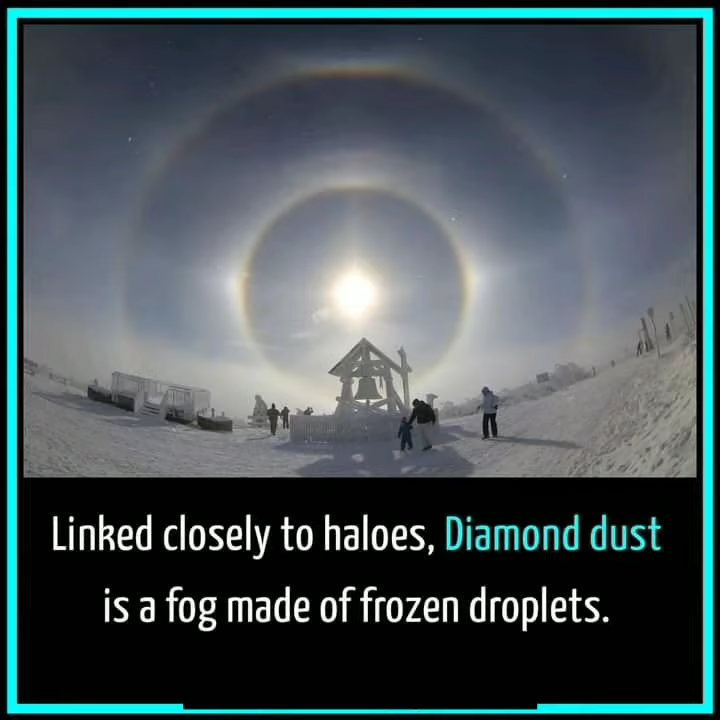 Linked closely to haloes, Diamond dust
is a fog made of frozen droplets.